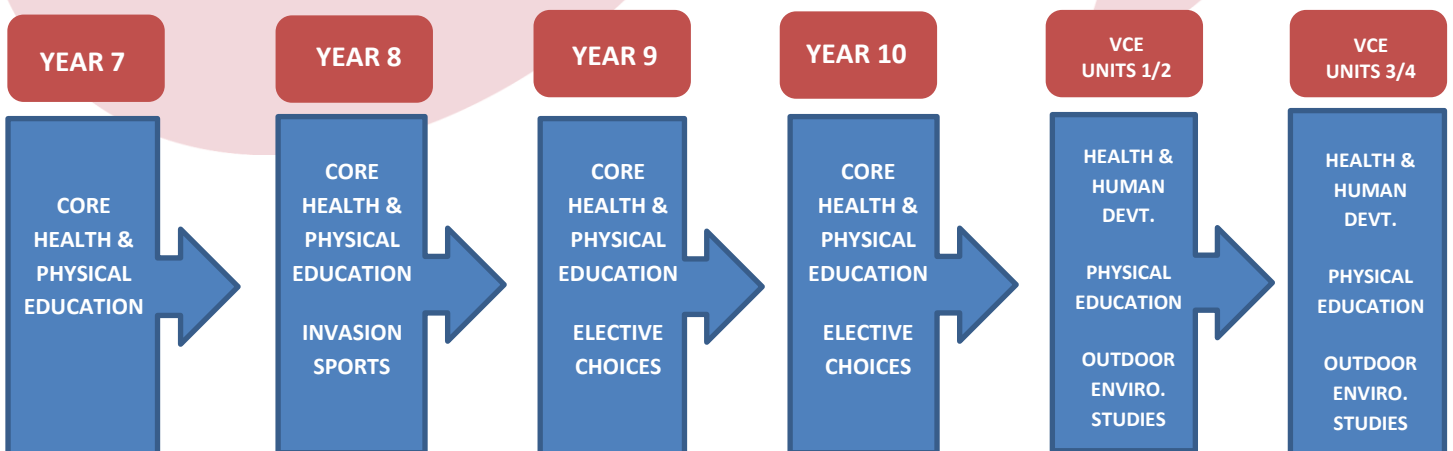 YEAR 7
YEAR 8
YEAR 9
YEAR 10
VCE
UNITS 1/2
VCE
UNITS 3/4
CORE
HEALTH &
PHYSICAL
EDUCATION
CORE
HEALTH &
PHYSICAL
EDUCATION
INVASION
SPORTS
CORE
HEALTH &
PHYSICAL
EDUCATION
ELECTIVE
CHOICES
CORE
HEALTH &
PHYSICAL
EDUCATION
ELECTIVE
CHOICES
HEALTH &
HUMAN
DEVT.
PHYSICAL
EDUCATION
OUTDOOR
ENVIRO.
STUDIES
HEALTH &
HUMAN
DEVT.
PHYSICAL
EDUCATION
OUTDOOR
ENVIRO.
STUDIES